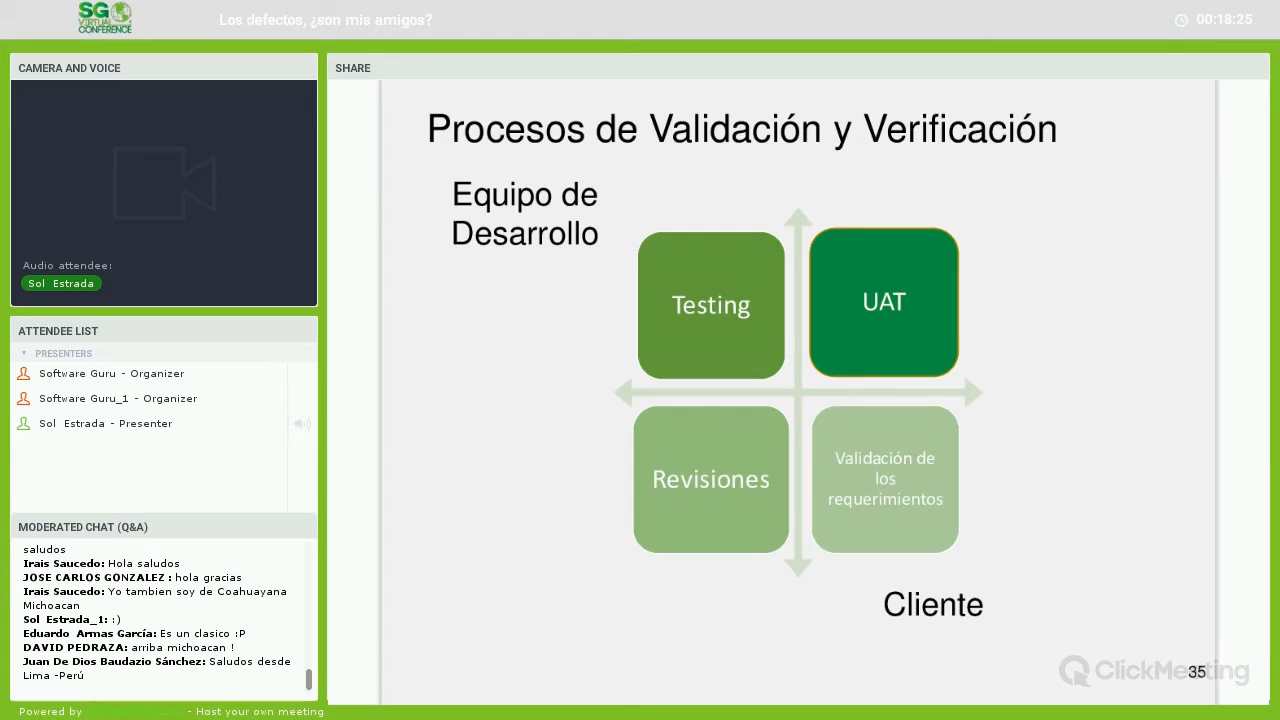 SG
VIRTUAL
CONFERENCE
Los defectos, ¿son mis amigos?
00:18:25
CAMERA AND VOICE
Audio attendee:
Sol Estrada
ATTENDEE LIST
PRESENTERS
Software Guru - Organizer
Software Guru_1 - Organizer
Sol Estrada - Presenter
MODERATED CHAT (Q&A)
saludos
Irais Saucedo: Hola saludos
JOSE CARLOS GONZALEZ : hola gracias
Irais Saucedo: Yo tambien soy de Coahuayana
Michoacan
Sol Estrada_1: :)
Eduardo Armas García: Es un clasico :P
DAVID PEDRAZA: arriba michoacan !
Juan De Dios Baudazio Sánchez: Saludos desde
Lima -Perú
Powered by
- Host your own meeting
SHARE
Procesos de Validación y Verificación
Equipo de
Desarrollo
Testing
UAT
Revisiones
Validación de
los
requerimientos
Cliente
ClickMeeting
35